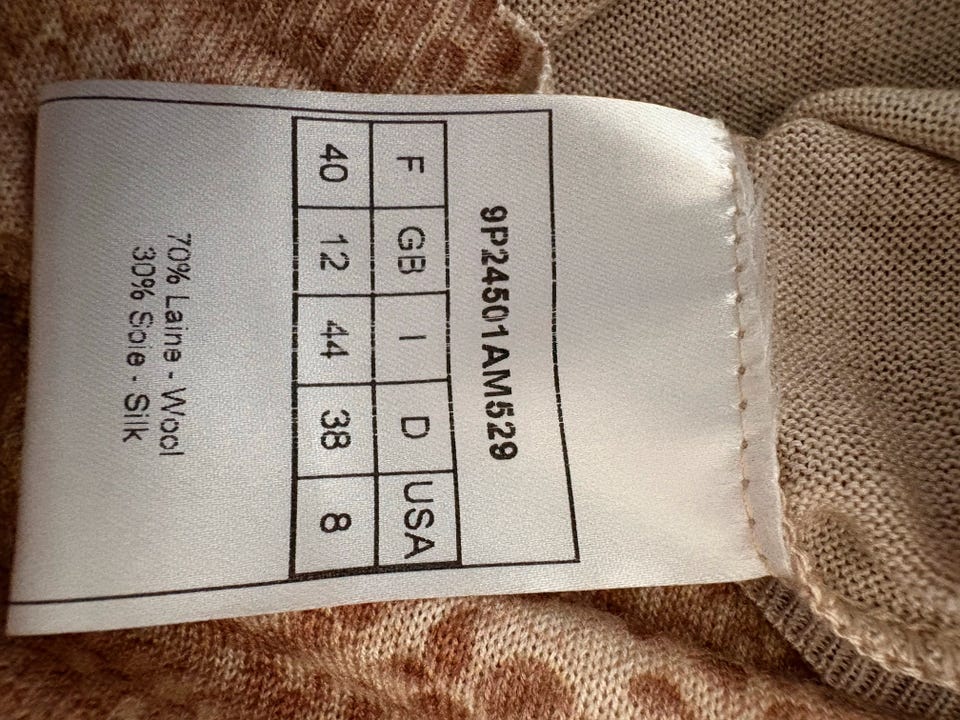 9P24501AM529
F GB I D USA
40 12 44 38 8
70% Laine - Wool
30% Soie - Silk